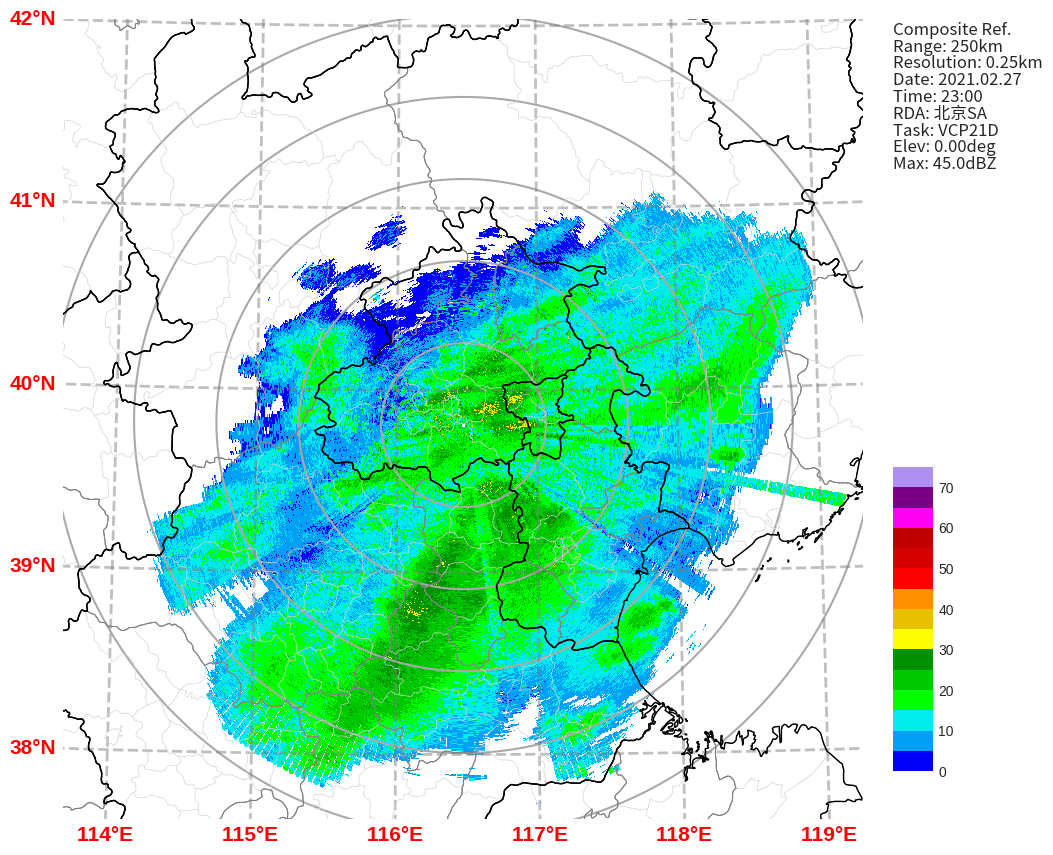 42°N
41°N
40°N
39°N
38°N
114°E 115°E 116°E 117°E 118°E 119°E
Composite Ref.
Range: 250km
Resolution: 0.25km
Date: 2021.02.27
Time: 23:00
RDA: 北京SA
Task: VCP21D
Elev: 0.00deg
Max: 45.0dBZ
70
60
50
40
30
20
10
0